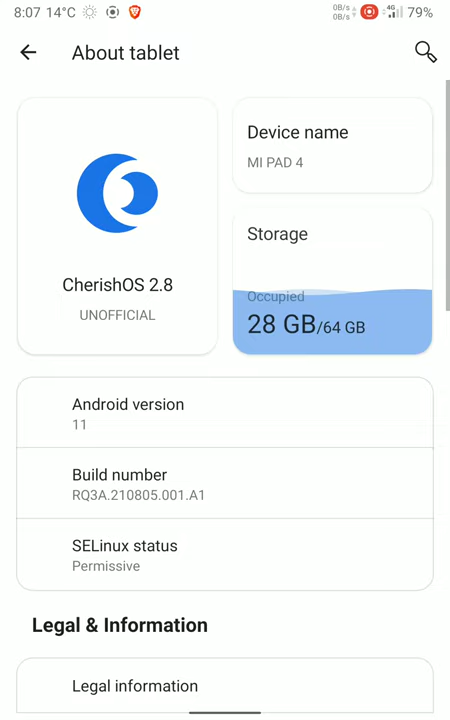 8:07 14°C 0B/s 0B/s 4G 79%
About tablet
Device name
MI PAD 4
Storage
Occupied
28 GB/64 GB
CherishOS 2.8
UNOFFICIAL
Android version
11
Build number
RQ3A.210805.001.A1
SELinux status
Permissive
Legal & Information
Legal information